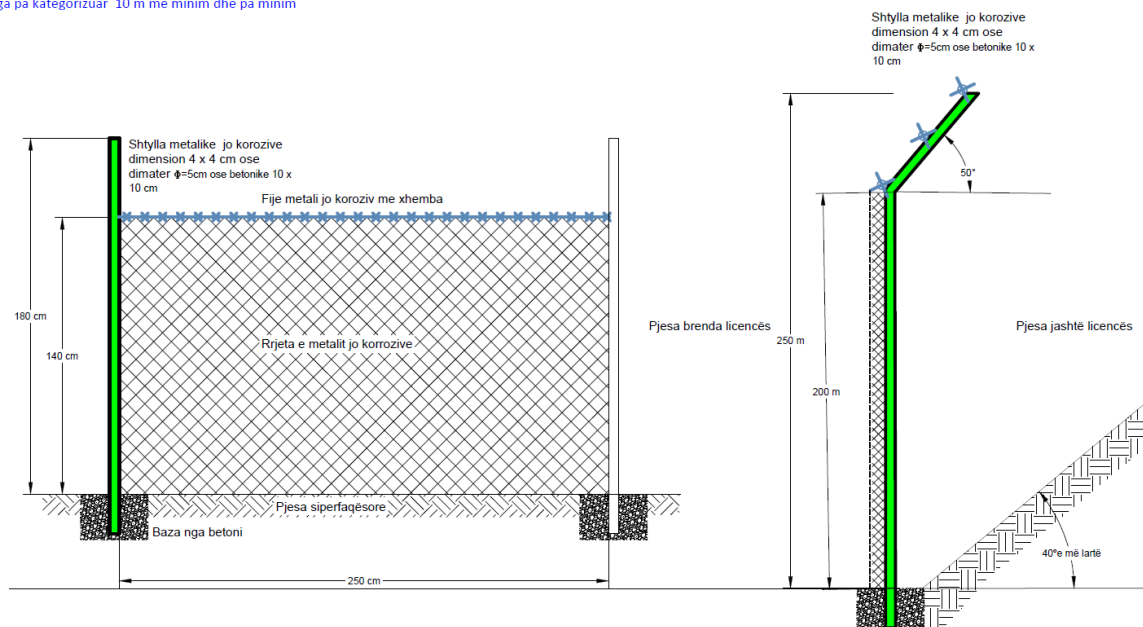 ga pa kategorizuar 10 m me minim dhe pa minim
Shtylla metalike jo korozive
dimension 4 x 4 cm ose
dimater ϕ=5cm ose betonike 10 x
10 cm
Shtylla metalike jo korozive
dimension 4 x 4 cm ose
dimater ϕ=5cm ose betonike 10 x
10 cm
Fije metali jo koroziv me xhemba
50°
180 cm
140 cm
Rrjeta e metalit jo korrozive
Pjesa brenda licencës
250 m
Pjesa jashtë licencës
200 m
Pjesa siperfaqësore
Baza nga betoni
40°e më lartë
250 cm